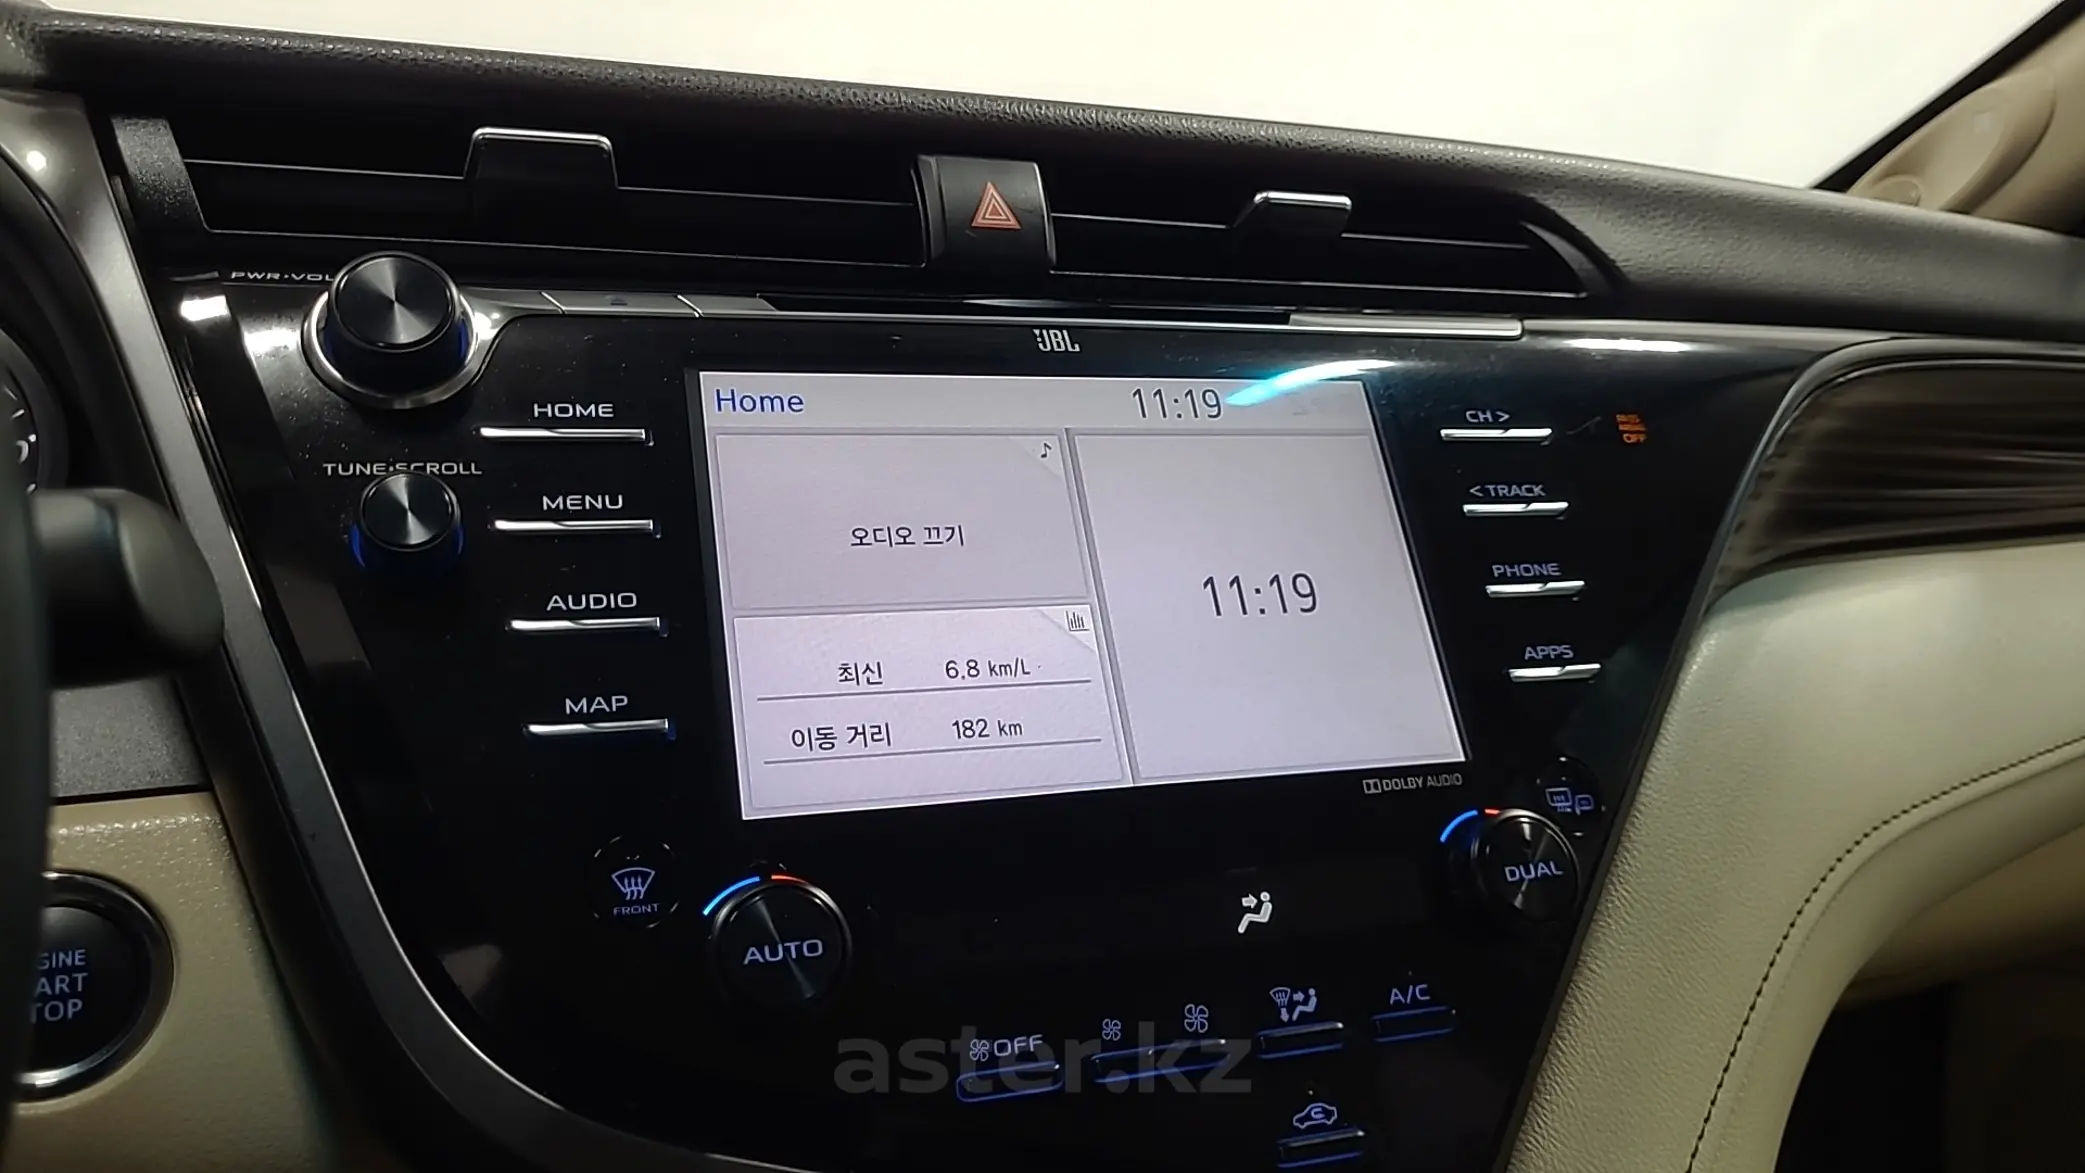 PWR•VOL
JBL
HOME
Home
11:19
CH >
OFF
TUNE•SCROLL
MENU
< TRACK
오디오 끄기
11:19
PHONE
AUDIO
최신 6.8 km/L
APPS
MAP
이동 거리 182 km
DOLBY AUDIO
FRONT
AUTO
DUAL
A/C
OFF
aster.kz